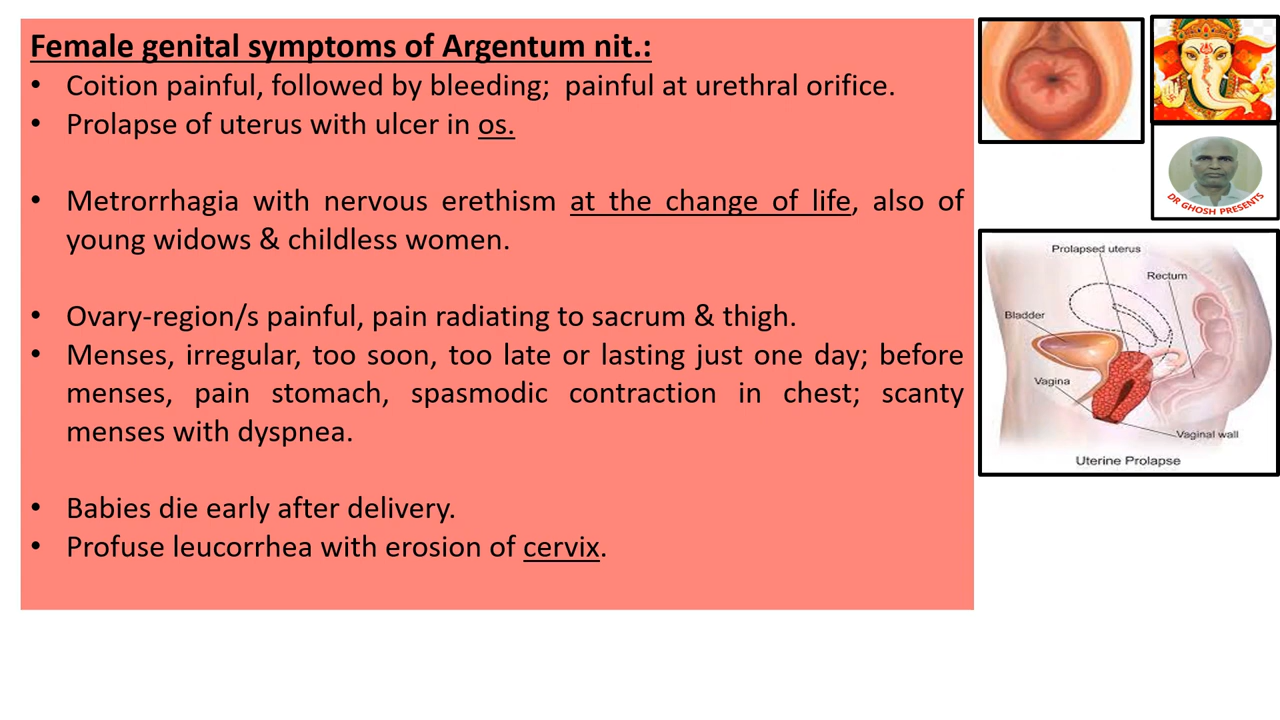 Female genital symptoms of Argentum nit.:
• Coition painful, followed by bleeding;  painful at urethral orifice.
• Prolapse of uterus with ulcer in os.
• Metrorrhagia with nervous erethism at the change of life, also of
young widows & childless women.
• Ovary-region/s painful, pain radiating to sacrum & thigh.
• Menses, irregular, too soon, too late or lasting just one day; before
menses, pain stomach, spasmodic contraction in chest; scanty
menses with dyspnea.
• Babies die early after delivery.
• Profuse leucorrhea with erosion of cervix.
DR GHOSH PRESENTS
Prolapsed uterus
Rectum
Bladder
Vagina
Vaginal wall
Uterine Prolapse